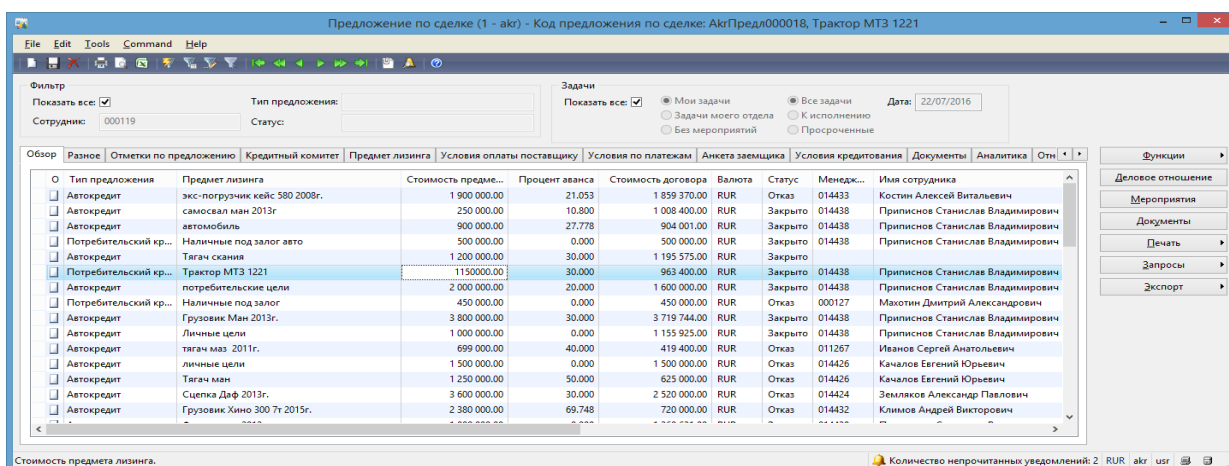 Предложение по сделке (1 - akr) - Код предложения по сделке: AkrПредл000018, Трактор МТЗ 1221
File Edit Tools Command Help
Фильтр
Показать все:
Тип предложения:
Сотрудник: 000119
Статус:
Задачи
Показать все:
Мои задачи Все задачи Дата: 22/07/2016
Задачи моего отдела К исполнению
Без мероприятий Просроченные
Обзор Разное Отметки по предложению Кредитный комитет Предмет лизинга Условия оплаты поставщику Условия по платежам Анкета заемщика Условия кредитования Документы Аналитика Отн
О Тип предложения Предмет лизинга Стоимость предме... Процент аванса Стоимость договора Валюта Статус Менедж... Имя сотрудника
Автокредит экс-погрузчик кейс 580 2008г. 1 900 000.00 21.053 1 859 370.00 RUR Отказ 014433 Костин Алексей Витальевич
Автокредит самосвал ман 2013г 250 000.00 10.800 1 008 400.00 RUR Закрыто 014438 Приписнов Станислав Владимирович
Автокредит автомобиль 900 000.00 27.778 904 001.00 RUR Закрыто 014438 Приписнов Станислав Владимирович
Потребительский кр... Наличные под залог авто 500 000.00 0.000 500 000.00 RUR Закрыто 014438 Приписнов Станислав Владимирович
Автокредит Тягач скания 1 200 000.00 30.000 1 195 575.00 RUR Закрыто
Потребительский кр... Трактор МТЗ 1221 1150000.00 30.000 963 400.00 RUR Закрыто 014438 Приписнов Станислав Владимирович
Автокредит потребительские цели 2 000 000.00 20.000 1 600 000.00 RUR Закрыто 014438 Приписнов Станислав Владимирович
Потребительский кр... Наличные под залог 450 000.00 0.000 450 000.00 RUR Отказ 000127 Махотин Дмитрий Александрович
Автокредит Грузовик Ман 2013г. 3 800 000.00 30.000 3 719 744.00 RUR Закрыто 014438 Приписнов Станислав Владимирович
Автокредит Личные цели 1 000 000.00 0.000 1 155 925.00 RUR Закрыто 014438 Приписнов Станислав Владимирович
Автокредит тягач маз 2011г. 699 000.00 40.000 419 400.00 RUR Отказ 011267 Иванов Сергей Анатольевич
Автокредит личные цели 1 500 000.00 0.000 1 500 000.00 RUR Отказ 014426 Качалов Евгений Юрьевич
Автокредит Тягач ман 1 250 000.00 50.000 625 000.00 RUR Отказ 014426 Качалов Евгений Юрьевич
Автокредит Сцепка Даф 2013г. 3 600 000.00 30.000 2 520 000.00 RUR Отказ 014424 Земляков Александр Павлович
Автокредит Грузовик Хино 300 7т 2015г. 2 380 000.00 69.748 720 000.00 RUR Отказ 014432 Климов Андрей Викторович
Функции
Деловое отношение
Мероприятия
Документы
Печать
Запросы
Экспорт
Стоимость предмета лизинга.
Количество непрочитанных уведомлений: 2 RUR akr usr